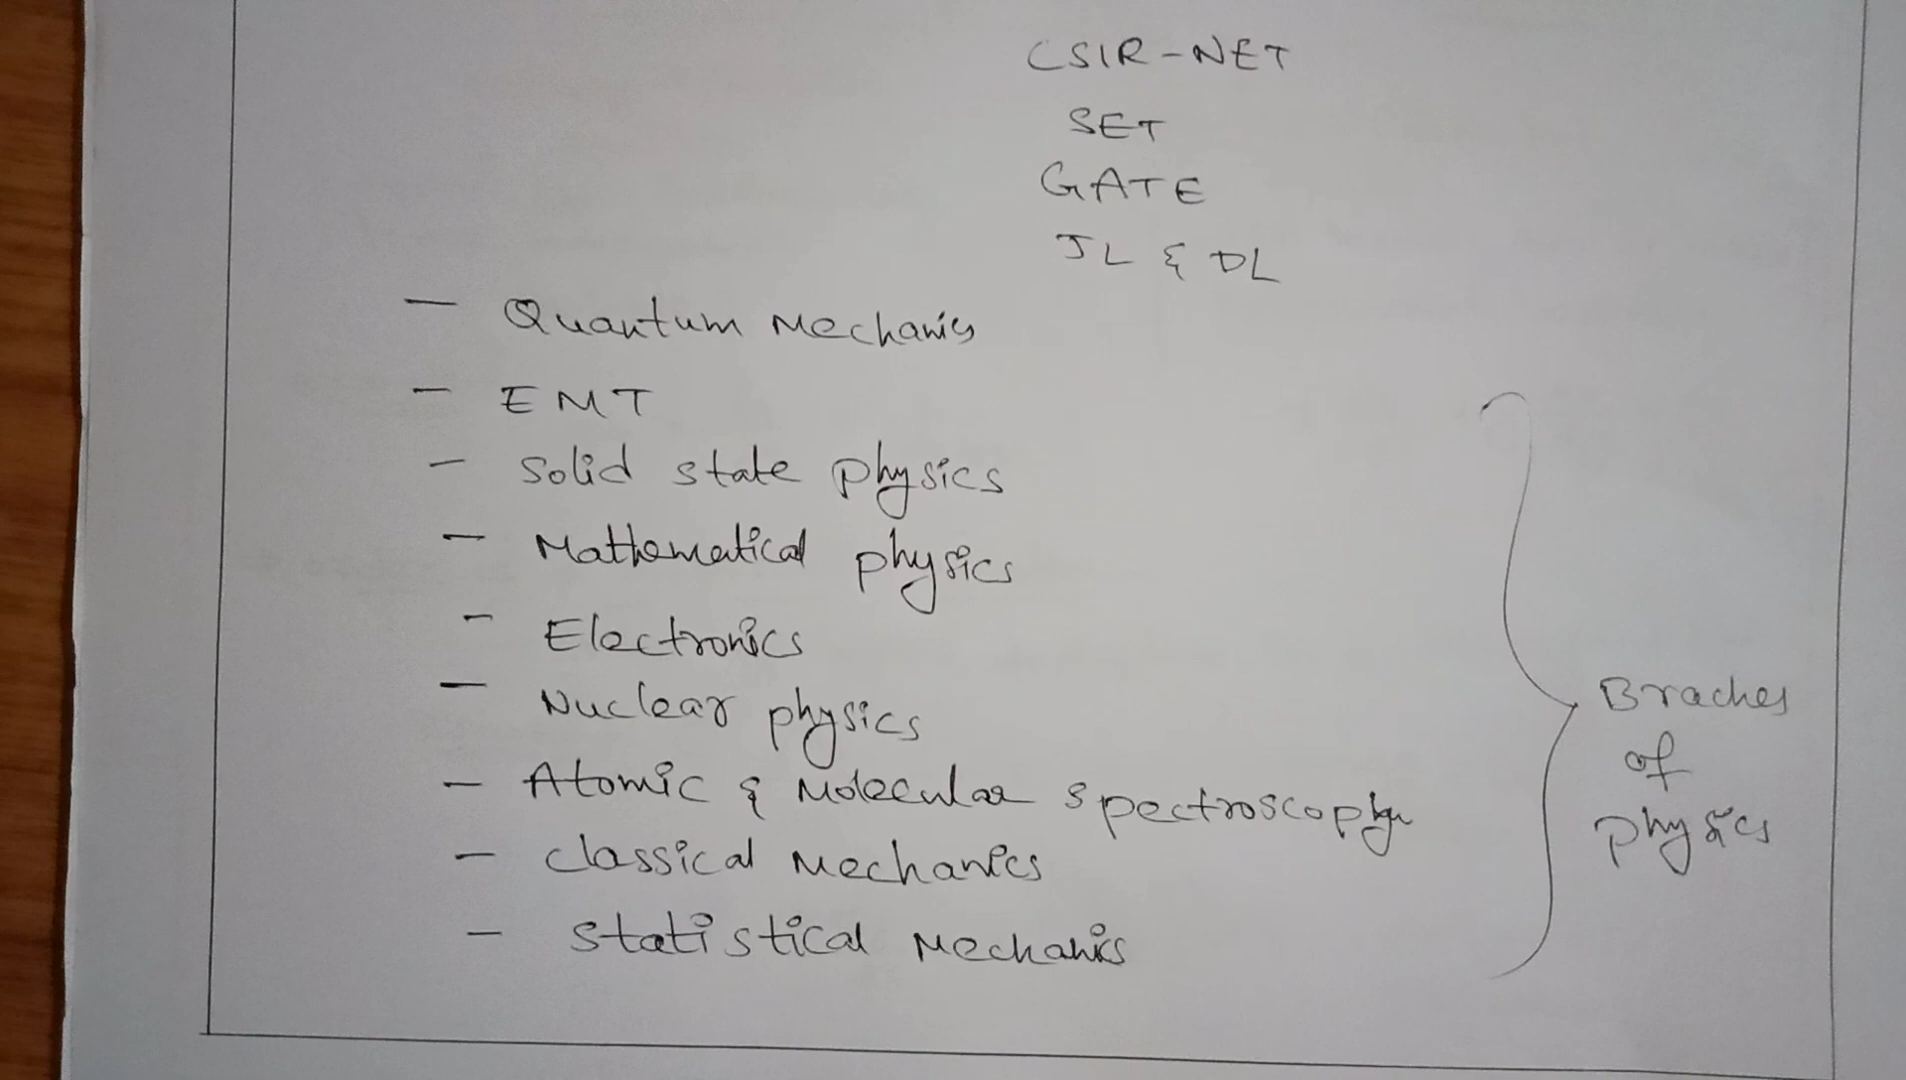 CSIR-NET
SET
GATE
JL & DL
- Quantum Mechanics
- EMT
- Solid state physics
- Mathematical physics
- Electronics
- Nuclear physics
- Atomic & Molecular spectroscophy
- classical Mechanics
- Statistical Mechanics
Braches
of
physics